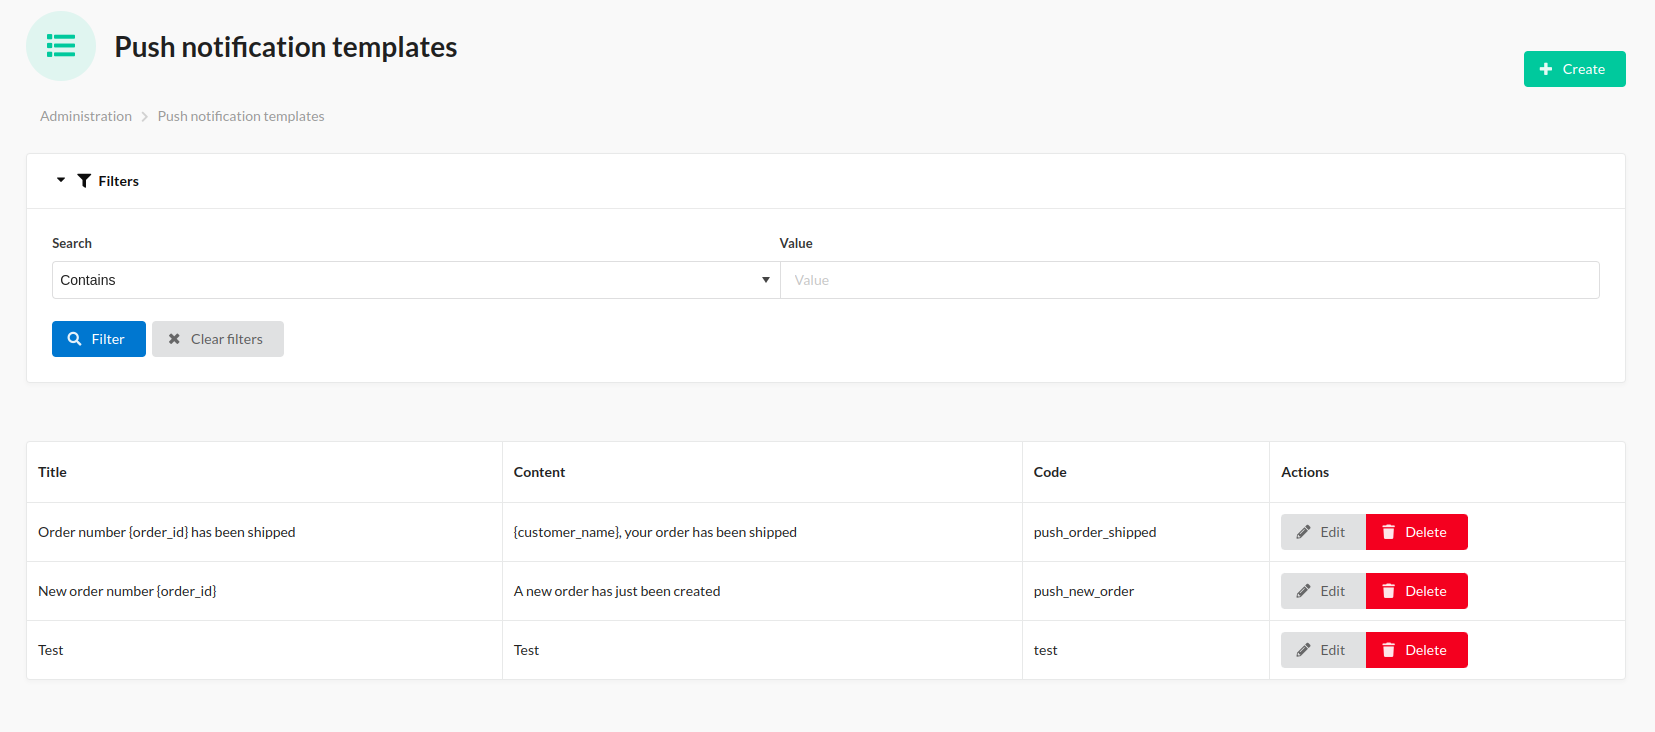 Push notification templates
Create
Administration > Push notification templates
Filters
Search Value
Contains Value
Filter Clear filters
Title Content Code Actions
Order number {order_id} has been shipped {customer_name}, your order has been shipped push_order_shipped Edit Delete
New order number {order_id} A new order has just been created push_new_order Edit Delete
Test Test test Edit Delete